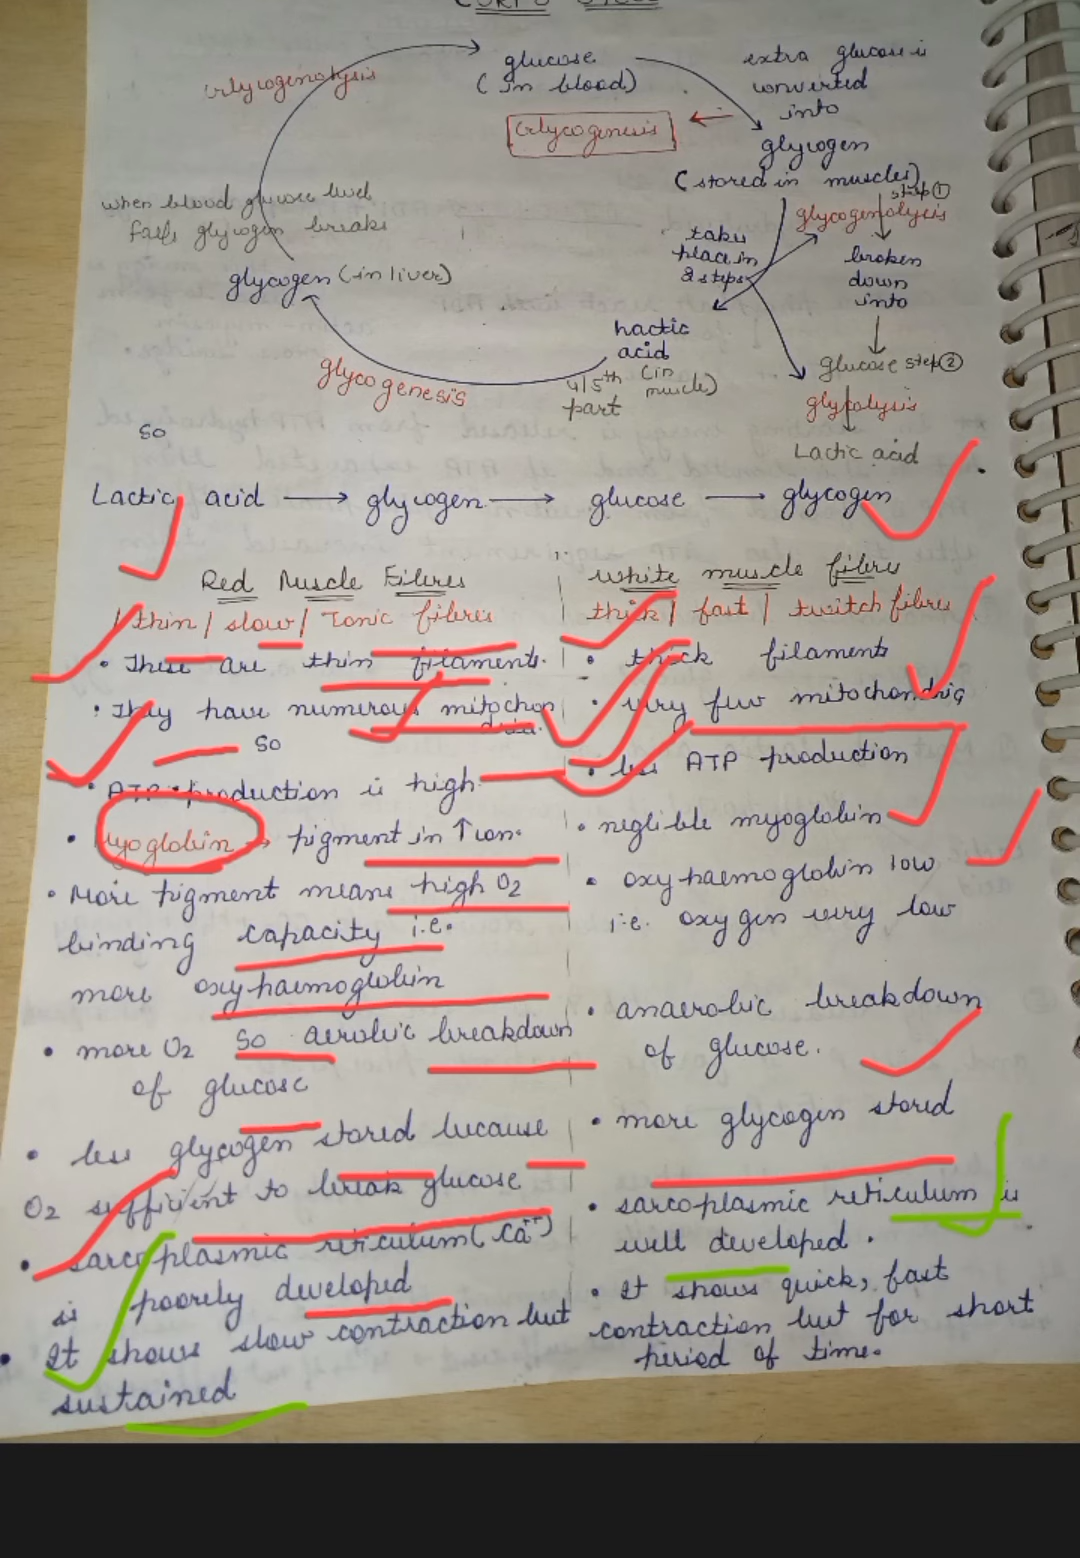 CORI'S CYCLE
glucose
(in blood)
extra glucose is
converted
into
Glycogenolysis
Glycogenesis
glycogen
(stored in muscles)
step ①
glycogenolysis
when blood glucose level
falls glycogen breaks
takes
place in
2 steps
broken
down
into
glycogen (in liver)
Lactic
acid
(in
muscle)
4/5th
part
glucose step ②
glycolysis
Lactic acid
glycogenesis
so
Lactic acid → glycogen → glucose → glycogen
Red Muscle Fibres
/thin/ slow/ Tonic fibres
• These are thin filaments.
• They have numerous mitochon
dria.
so
• ATP production is high
• Myoglobin → pigment in ↑ con.
• More pigment means high O2
binding capacity i.e.
more oxyhaemoglobin
• more O2 so aerobic breakdown
of glucose
• less glycogen stored because
O2 sufficient to break glucose
• sarcoplasmic reticulum (Ca++)
is poorely developed
• It shows slow contraction but
sustained
white muscle fibres
thick/ fast/ twitch fibres
• thick filaments
• very few mitochondria
• less ATP production
• neglible myoglobin
• oxyhaemoglobin low
i.e. oxygen very low
• anaerobic breakdown
of glucose.
• more glycogen stored
• sarcoplasmic reticulum is
well developed.
• It shows quick, fast
contraction but for short
period of time.